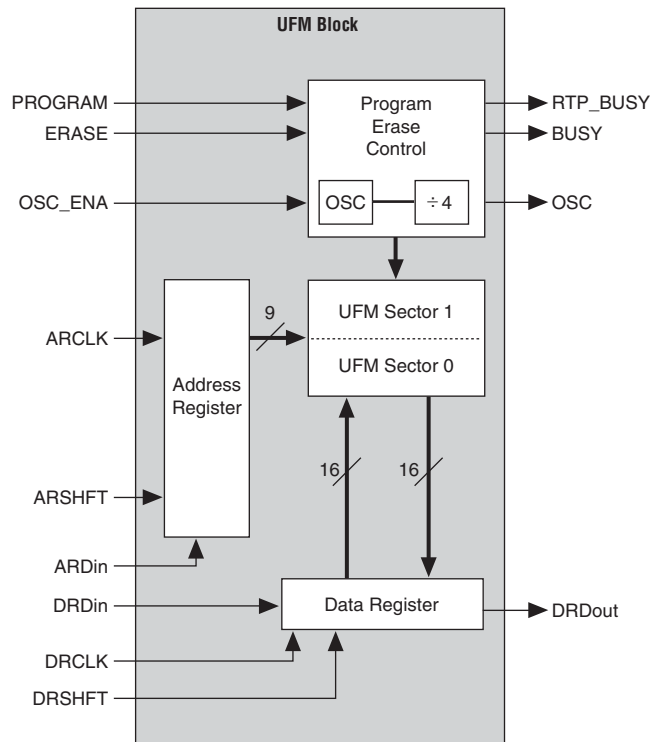 UFM Block
PROGRAM
ERASE
OSC_ENA
Program
Erase
Control
OSC
÷ 4
RTP_BUSY
BUSY
OSC
ARCLK
ARSHFT
ARDin
Address
Register
9
UFM Sector 1
UFM Sector 0
16
16
DRDin
DRCLK
DRSHFT
Data Register
DRDout